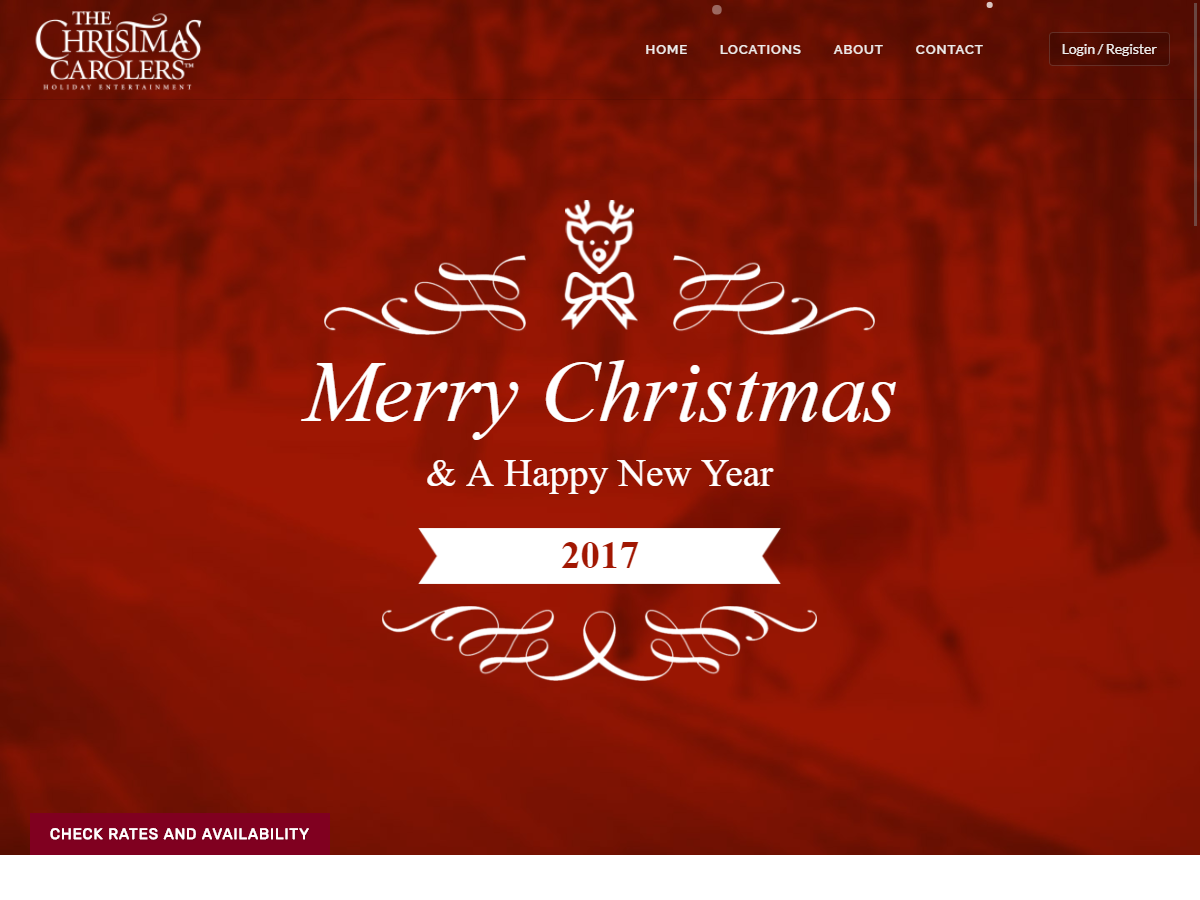 THE
CHRISTMAS
CAROLERS™
HOLIDAY ENTERTAINMENT
HOME LOCATIONS ABOUT CONTACT Login / Register
Merry Christmas
& A Happy New Year
2017
CHECK RATES AND AVAILABILITY